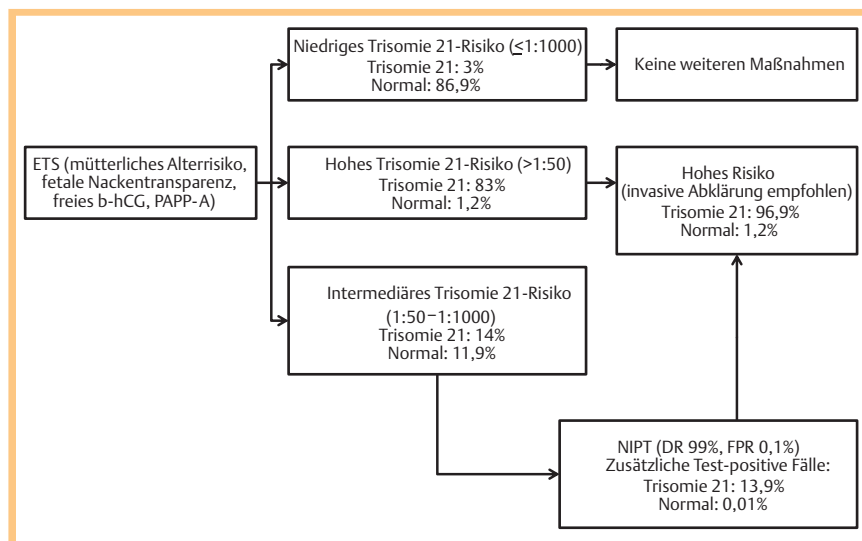 Niedriges Trisomie 21-Risiko (≤1:1000)
Trisomie 21: 3%
Normal: 86,9%
Keine weiteren Maßnahmen
ETS (mütterliches Alterrisiko,
fetale Nackentransparenz,
freies b-hCG, PAPP-A)
Hohes Trisomie 21-Risiko (>1:50)
Trisomie 21: 83%
Normal: 1,2%
Hohes Risiko
(invasive Abklärung empfohlen)
Trisomie 21: 96,9%
Normal: 1,2%
Intermediäres Trisomie 21-Risiko
(1:50–1:1000)
Trisomie 21: 14%
Normal: 11,9%
NIPT (DR 99%, FPR 0,1%)
Zusätzliche Test-positive Fälle:
Trisomie 21: 13,9%
Normal: 0,01%